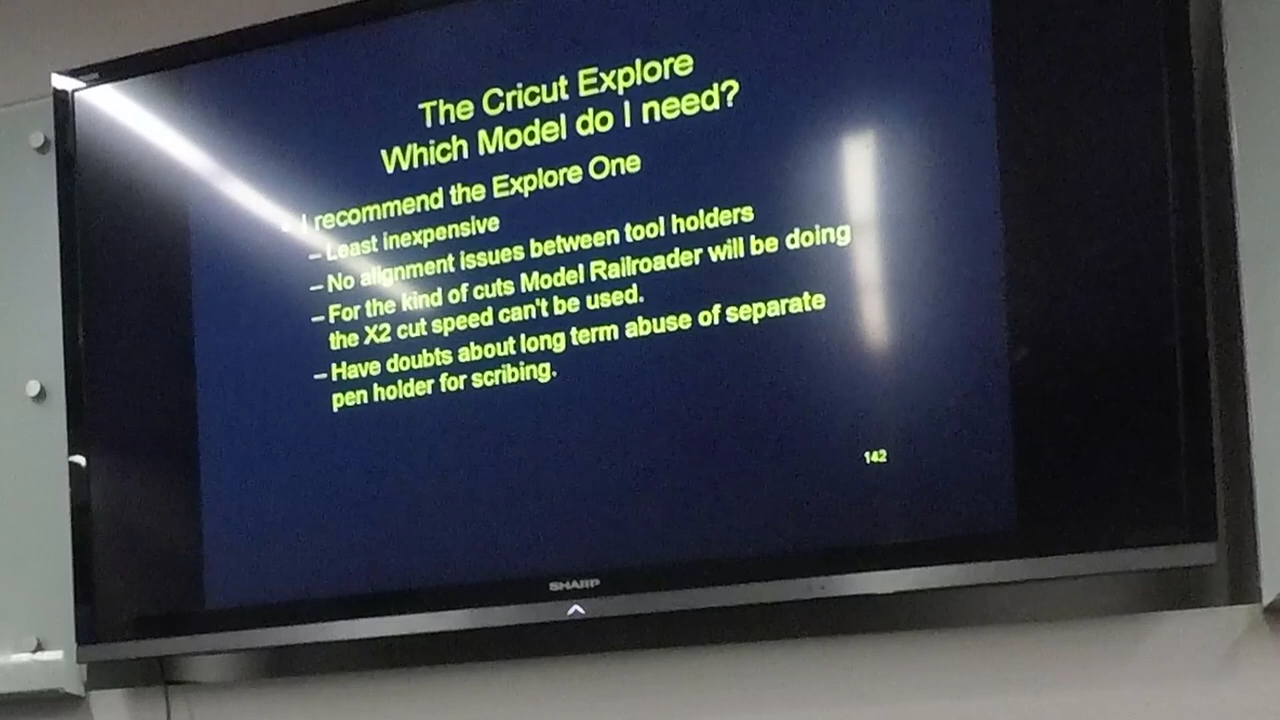 The Cricut Explore
Which Model do I need?
I recommend the Explore One
– Least inexpensive
– No alignment issues between tool holders
– For the kind of cuts Model Railroader will be doing
the X2 cut speed can't be used.
– Have doubts about long term abuse of separate
pen holder for scribing.
142
SHARP